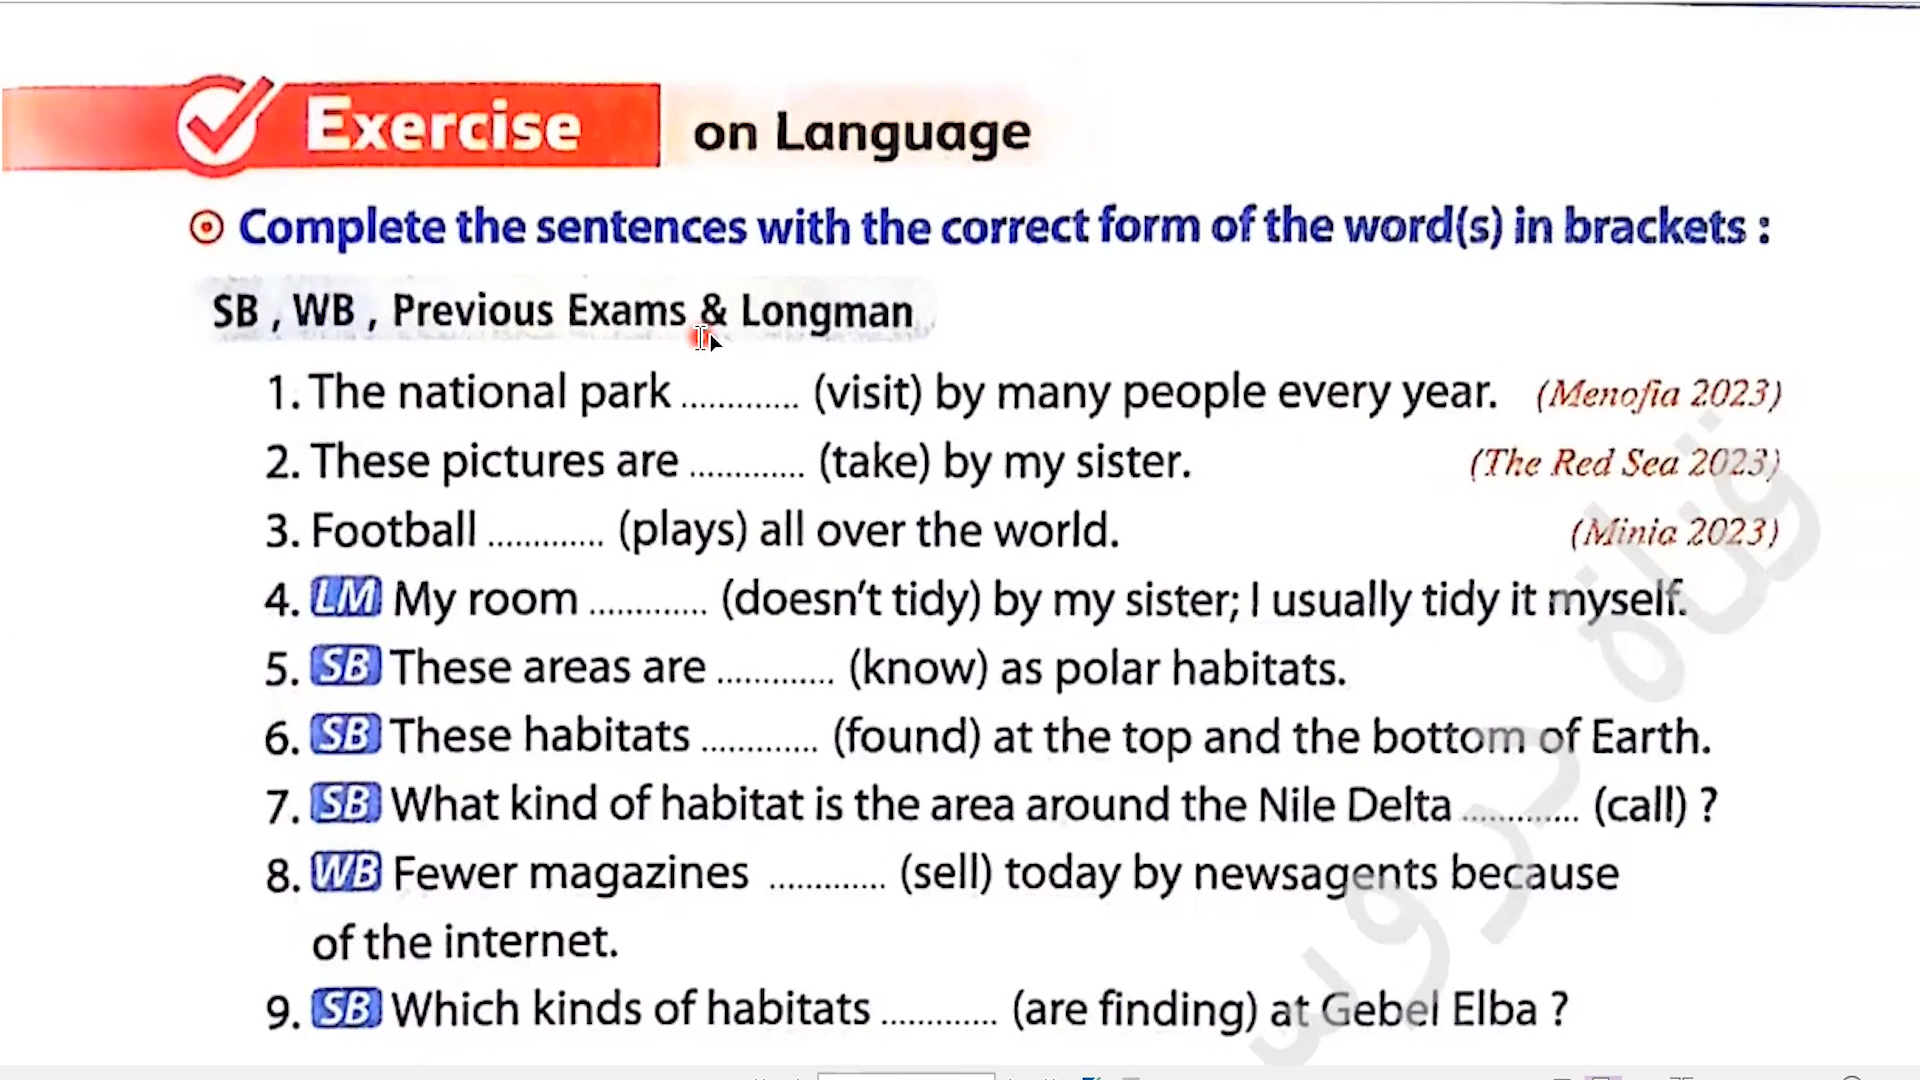 Exercise on Language
Complete the sentences with the correct form of the word(s) in brackets :
SB , WB , Previous Exams & Longman
1. The national park ............. (visit) by many people every year. (Menofia 2023)
2. These pictures are ............. (take) by my sister. (The Red Sea 2023)
3. Football ............. (plays) all over the world. (Minia 2023)
4. LM My room ............. (doesn't tidy) by my sister; I usually tidy it myself.
5. SB These areas are ............. (know) as polar habitats.
6. SB These habitats ............. (found) at the top and the bottom of Earth.
7. SB What kind of habitat is the area around the Nile Delta ............. (call) ?
8. WB Fewer magazines ............. (sell) today by newsagents because
of the internet.
9. SB Which kinds of habitats ............. (are finding) at Gebel Elba ?
قناة دروس